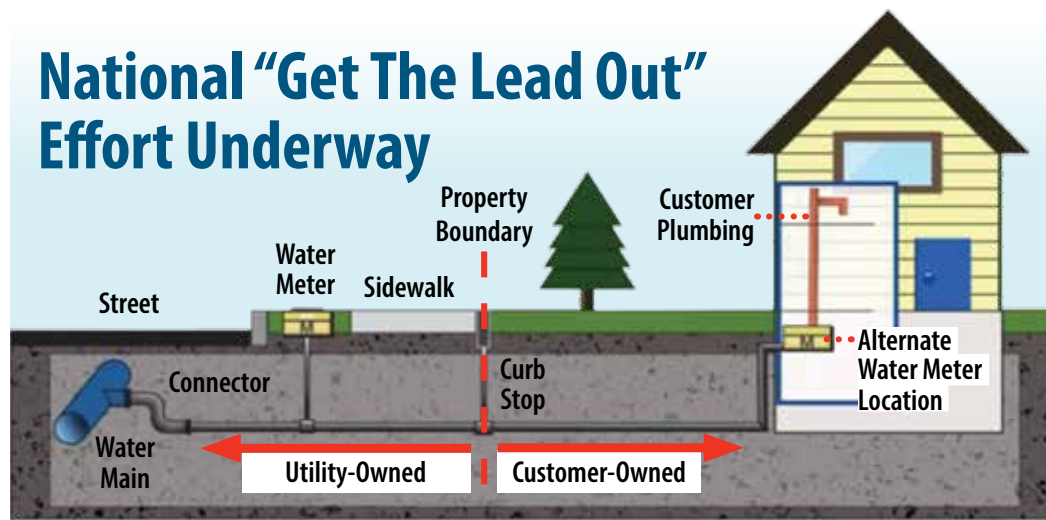 National “Get The Lead Out”
Effort Underway
Property
Boundary
Customer
Plumbing
Water
Meter
Sidewalk
Street
M
M
Alternate
Water Meter
Location
Connector
Curb
Stop
Water
Main
Utility-Owned
Customer-Owned